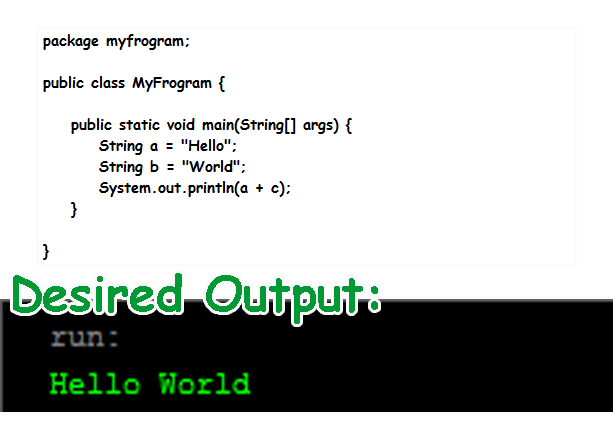 package myfrogram;
public class MyFrogram {
public static void main(String[] args) {
String a = "Hello";
String b = "World";
System.out.println(a + c);
}
}
Desired Output:
run:
Hello World